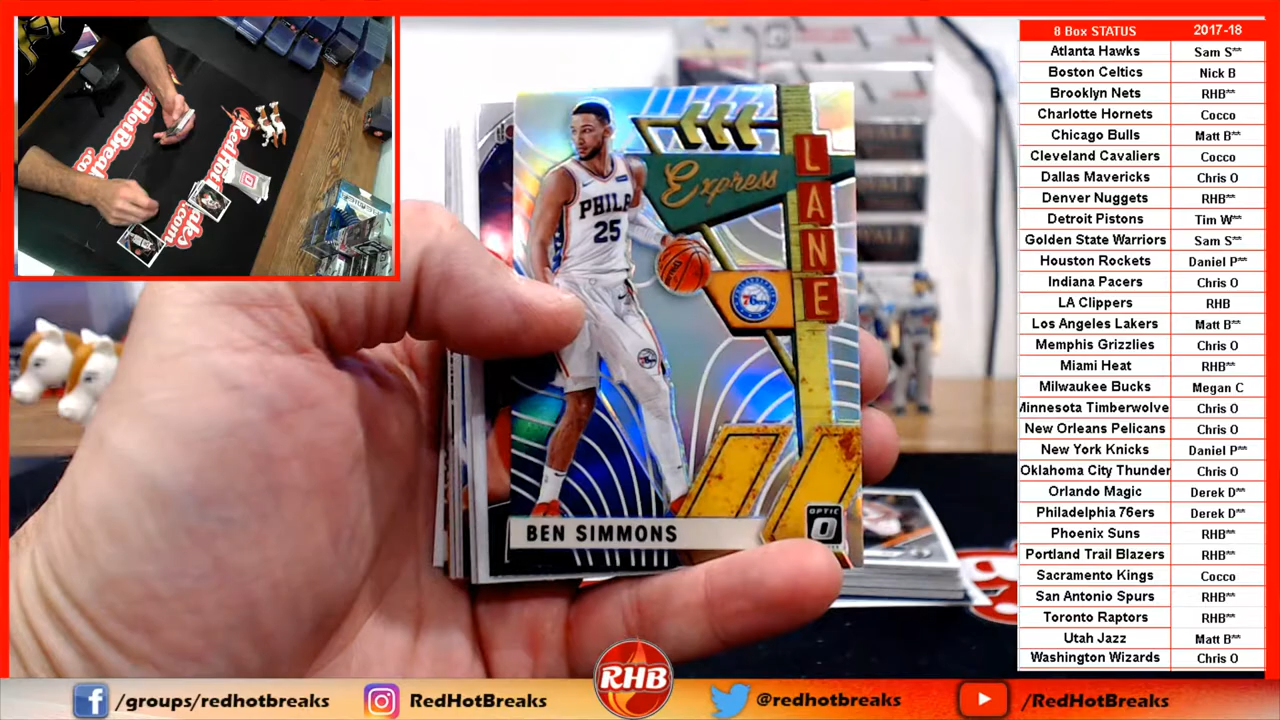 RedHotBreaks
.com
RedHot
eaks
.com
Express
LANE
PHILA
25
76ers
BEN SIMMONS
OPTIC
8 Box STATUS 2017-18
Atlanta Hawks Sam S**
Boston Celtics Nick B
Brooklyn Nets RHB**
Charlotte Hornets Cocco
Chicago Bulls Matt B**
Cleveland Cavaliers Cocco
Dallas Mavericks Chris O
Denver Nuggets RHB**
Detroit Pistons Tim W**
Golden State Warriors Sam S**
Houston Rockets Daniel P**
Indiana Pacers Chris O
LA Clippers RHB
Los Angeles Lakers Matt B**
Memphis Grizzlies Chris O
Miami Heat RHB**
Milwaukee Bucks Megan C
Minnesota Timberwolve Chris O
New Orleans Pelicans Chris O
New York Knicks Daniel P**
Oklahoma City Thunder Chris O
Orlando Magic Derek D**
Philadelphia 76ers Derek D**
Phoenix Suns RHB**
Portland Trail Blazers RHB**
Sacramento Kings Cocco
San Antonio Spurs RHB**
Toronto Raptors RHB**
Utah Jazz Matt B**
Washington Wizards Chris O
/groups/redhotbreaks RedHotBreaks RHB @redhotbreaks /RedHotBreaks